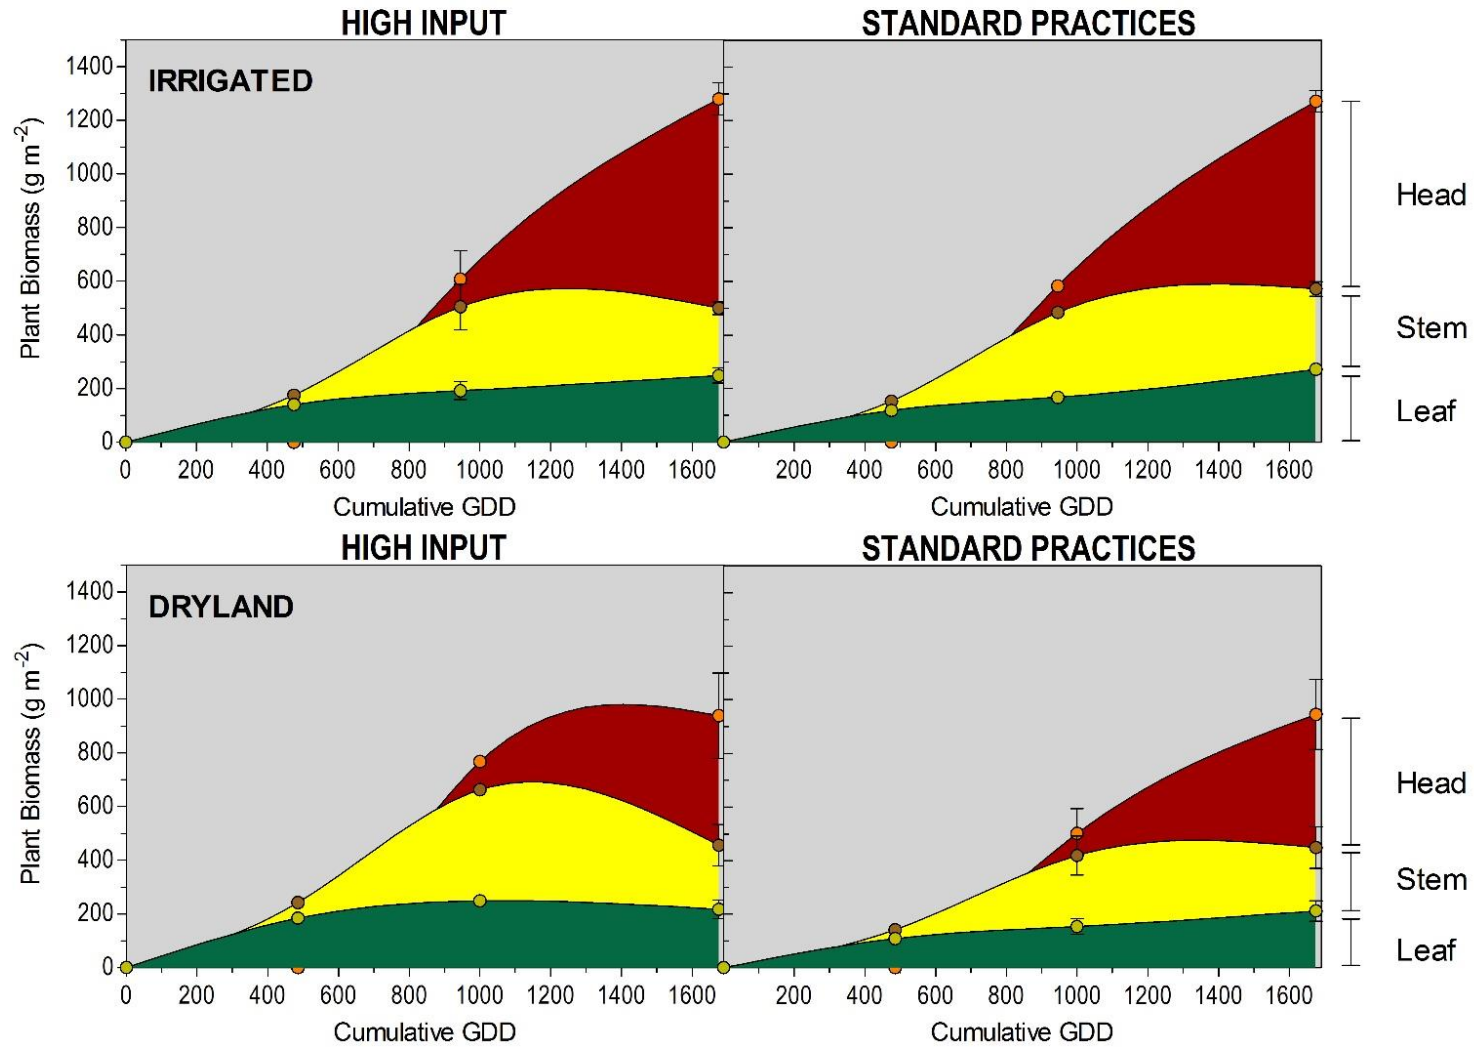 HIGH INPUT
STANDARD PRACTICES
IRRIGATED
Plant Biomass (g m⁻²)
1400
1200
1000
800
600
400
200
0
0 200 400 600 800 1000 1200 1400 1600
200 400 600 800 1000 1200 1400 1600
Cumulative GDD
Cumulative GDD
Head
Stem
Leaf
HIGH INPUT
STANDARD PRACTICES
DRYLAND
Plant Biomass (g m⁻²)
1400
1200
1000
800
600
400
200
0
0 200 400 600 800 1000 1200 1400 1600
200 400 600 800 1000 1200 1400 1600
Cumulative GDD
Cumulative GDD
Head
Stem
Leaf